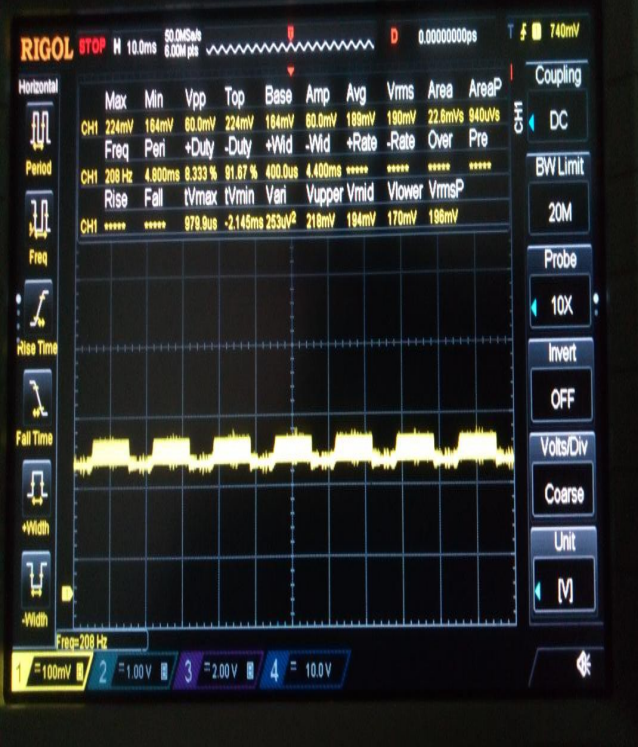 RIGOL STOP H 10.0ms 50.0MSa/s 6.00M pts D 0.00000000ps T 1 740mV
Horizontal
Period
Freq
Rise Time
Fall Time
+Width
-Width
Max Min Vpp Top Base Amp Avg Vrms Area AreaP
CH1 224mV 164mV 60.0mV 224mV 164mV 60.0mV 189mV 190mV 22.6mVs 940uVs
Freq Peri +Duty -Duty +Wid -Wid +Rate -Rate Over Pre
CH1 208 Hz 4.800ms 8.333 % 91.67 % 400.0us 4.400ms ***** ***** ***** *****
Rise Fall tVmax tVmin Vari Vupper Vmid Vlower VrmsP
CH1 ***** ***** 979.9us -2.145ms 253uV² 218mV 194mV 170mV 196mV
CH1
Coupling
DC
BW Limit
20M
Probe
10X
Invert
OFF
Volts/Div
Coarse
Unit
[V]
Freq=208 Hz
1 100mV 2 1.00 V 3 2.00 V 4 10.0 V